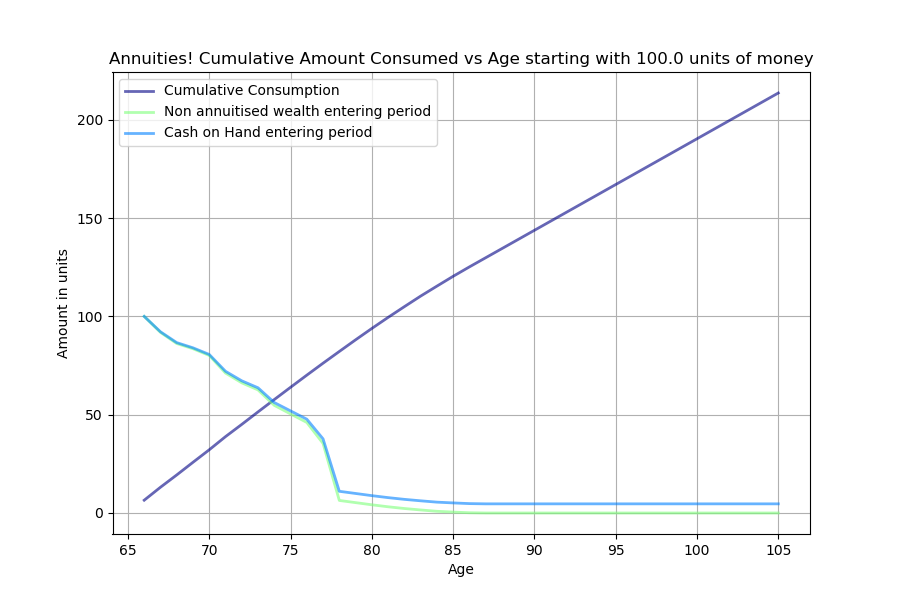 Annuities! Cumulative Amount Consumed vs Age starting with 100.0 units of money
Cumulative Consumption
Non annuitised wealth entering period
Cash on Hand entering period
Amount in units
200
150
100
50
0
65 70 75 80 85 90 95 100 105
Age